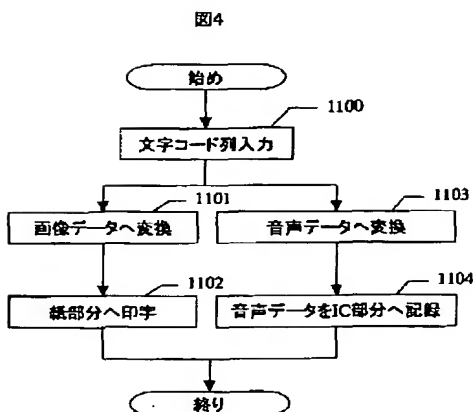 図4
始め
1100
文字コード列入力
1101
画像データへ変換
1103
音声データへ変換
1102
紙部分へ印字
1104
音声データをIC部分へ記録
終り